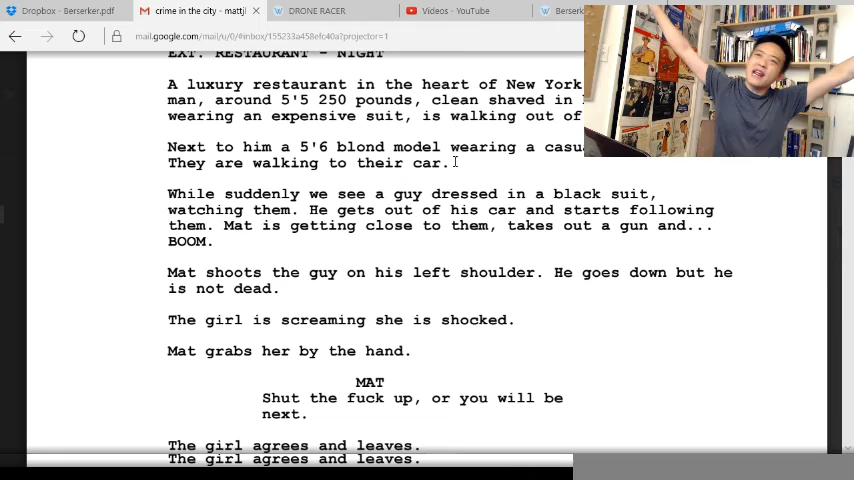 Dropbox - Berserker.pdf
crime in the city - mattj
DRONE RACER
Videos - YouTube
Berserk
mail.google.com/mail/u/0/#inbox/155233a458efc40a?projector=1
EXT. RESTAURANT - NIGHT
A luxury restaurant in the heart of New York
man, around 5'5 250 pounds, clean shaved in
wearing an expensive suit, is walking out of
Next to him a 5'6 blond model wearing a casu
They are walking to their car.
While suddenly we see a guy dressed in a black suit,
watching them. He gets out of his car and starts following
them. Mat is getting close to them, takes out a gun and...
BOOM.
Mat shoots the guy on his left shoulder. He goes down but he
is not dead.
The girl is screaming she is shocked.
Mat grabs her by the hand.
MAT
Shut the fuck up, or you will be
next.
The girl agrees and leaves.
The girl agrees and leaves.